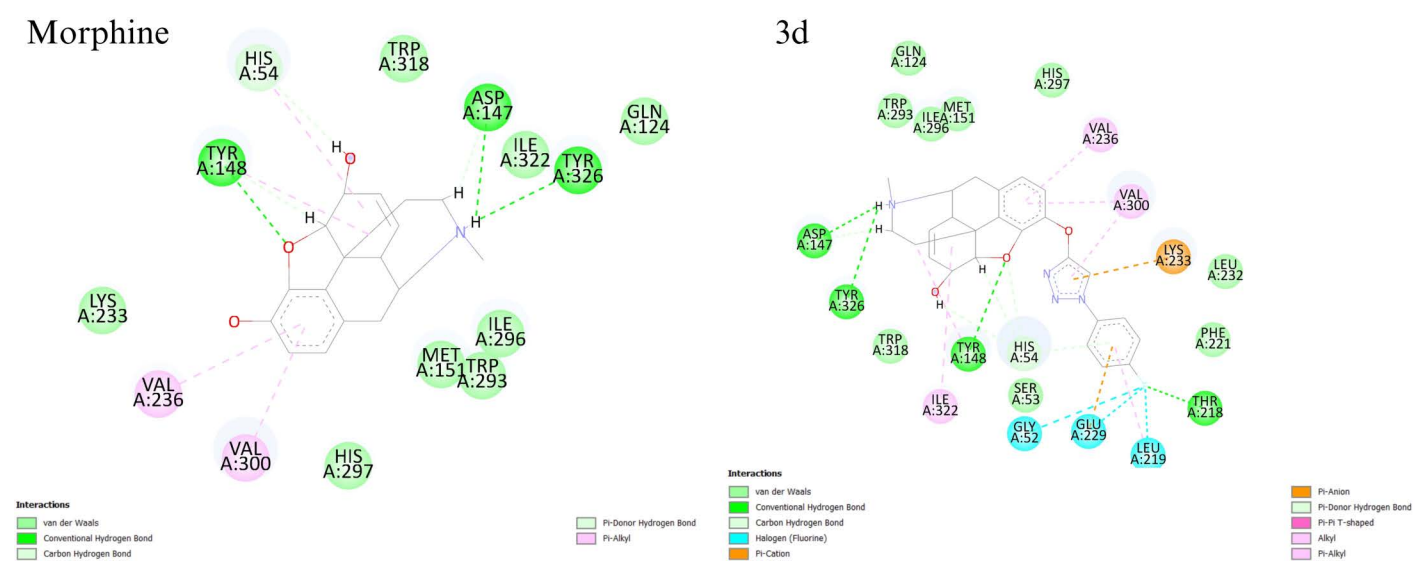 Morphine
HIS
A:54
TRP
A:318
ASP
A:147
GLN
A:124
TYR
A:148
ILE
A:322
TYR
A:326
H
O
H
H
H
N
O
LYS
A:233
O
ILE
A:296
MET
A:151
TRP
A:293
VAL
A:236
VAL
A:300
HIS
A:297
Interactions
van der Waals
Conventional Hydrogen Bond
Carbon Hydrogen Bond
Pi-Donor Hydrogen Bond
Pi-Alkyl
3d
GLN
A:124
HIS
A:297
TRP
A:293
ILE
A:296
MET
A:151
VAL
A:236
VAL
A:300
H
N
H
ASP
A:147
O
LYS
A:233
LEU
A:232
O
H
N
N
N
TYR
A:326
O
H
TRP
A:318
TYR
A:148
HIS
A:54
PHE
A:221
SER
A:53
ILE
A:322
THR
A:218
GLY
A:52
GLU
A:229
LEU
A:219
Interactions
van der Waals
Conventional Hydrogen Bond
Carbon Hydrogen Bond
Halogen (Fluorine)
Pi-Cation
Pi-Anion
Pi-Donor Hydrogen Bond
Pi-Pi T-shaped
Alkyl
Pi-Alkyl